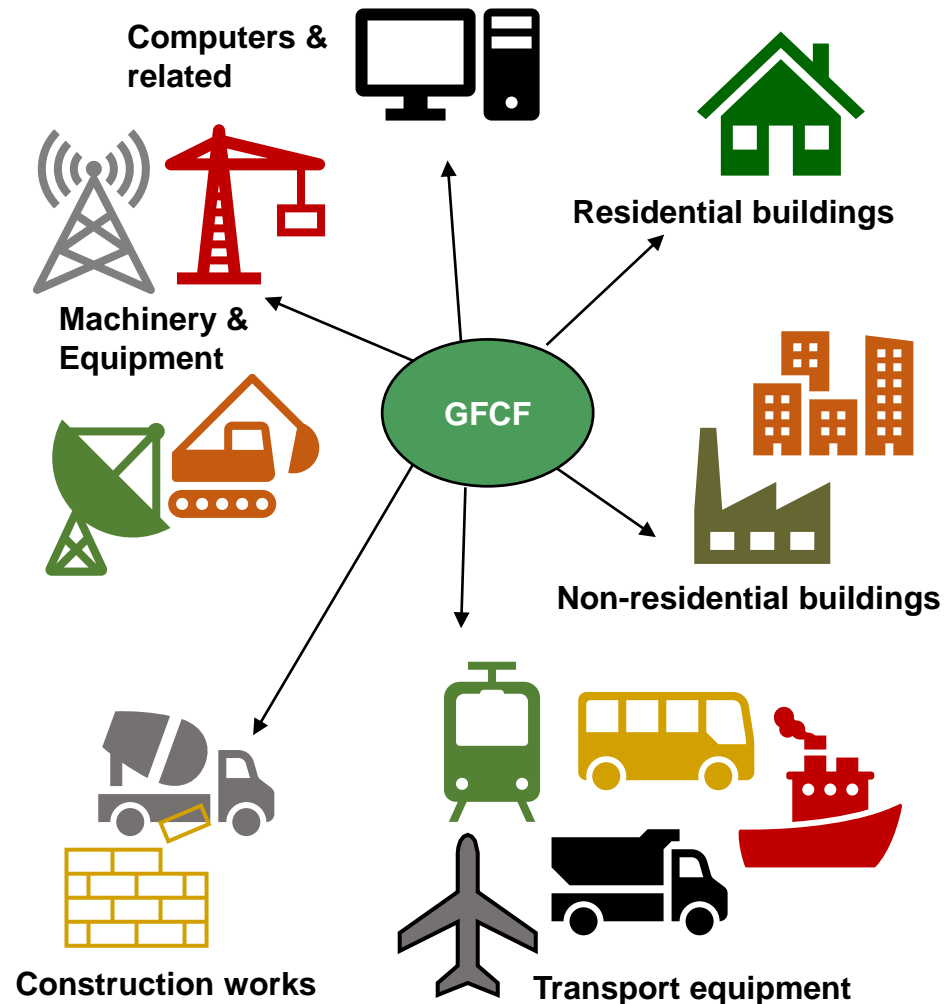 Computers &
related
Residential buildings
Machinery &
Equipment
GFCF
Non-residential buildings
Construction works
Transport equipment